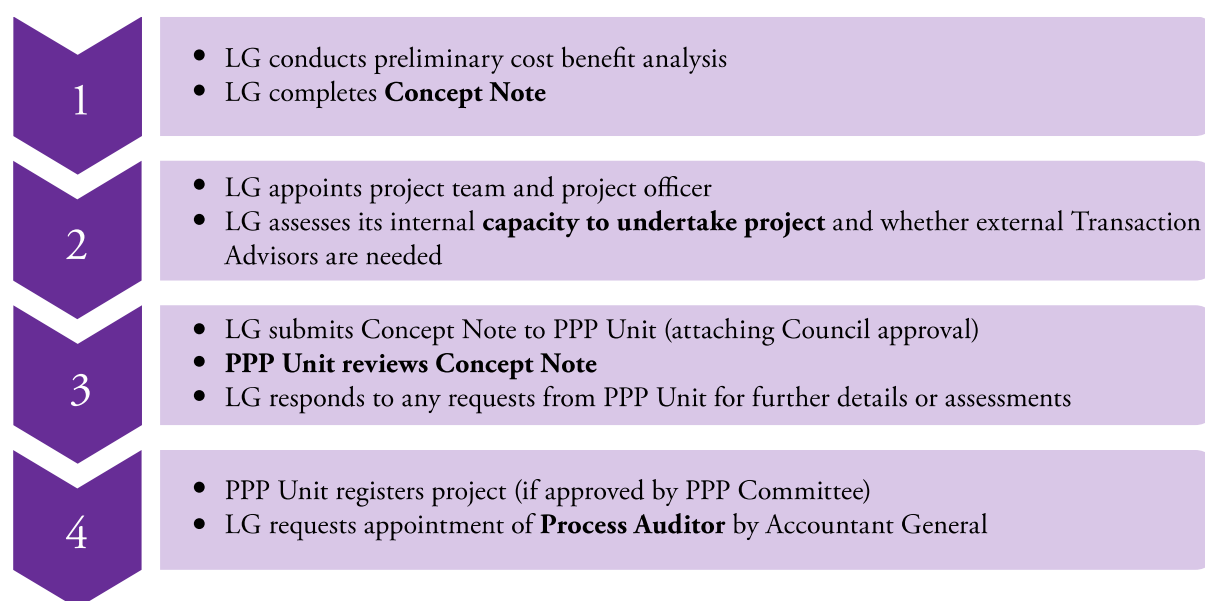 1
• LG conducts preliminary cost benefit analysis
• LG completes Concept Note
2
• LG appoints project team and project officer
• LG assesses its internal capacity to undertake project and whether external Transaction
Advisors are needed
3
• LG submits Concept Note to PPP Unit (attaching Council approval)
• PPP Unit reviews Concept Note
• LG responds to any requests from PPP Unit for further details or assessments
4
• PPP Unit registers project (if approved by PPP Committee)
• LG requests appointment of Process Auditor by Accountant General